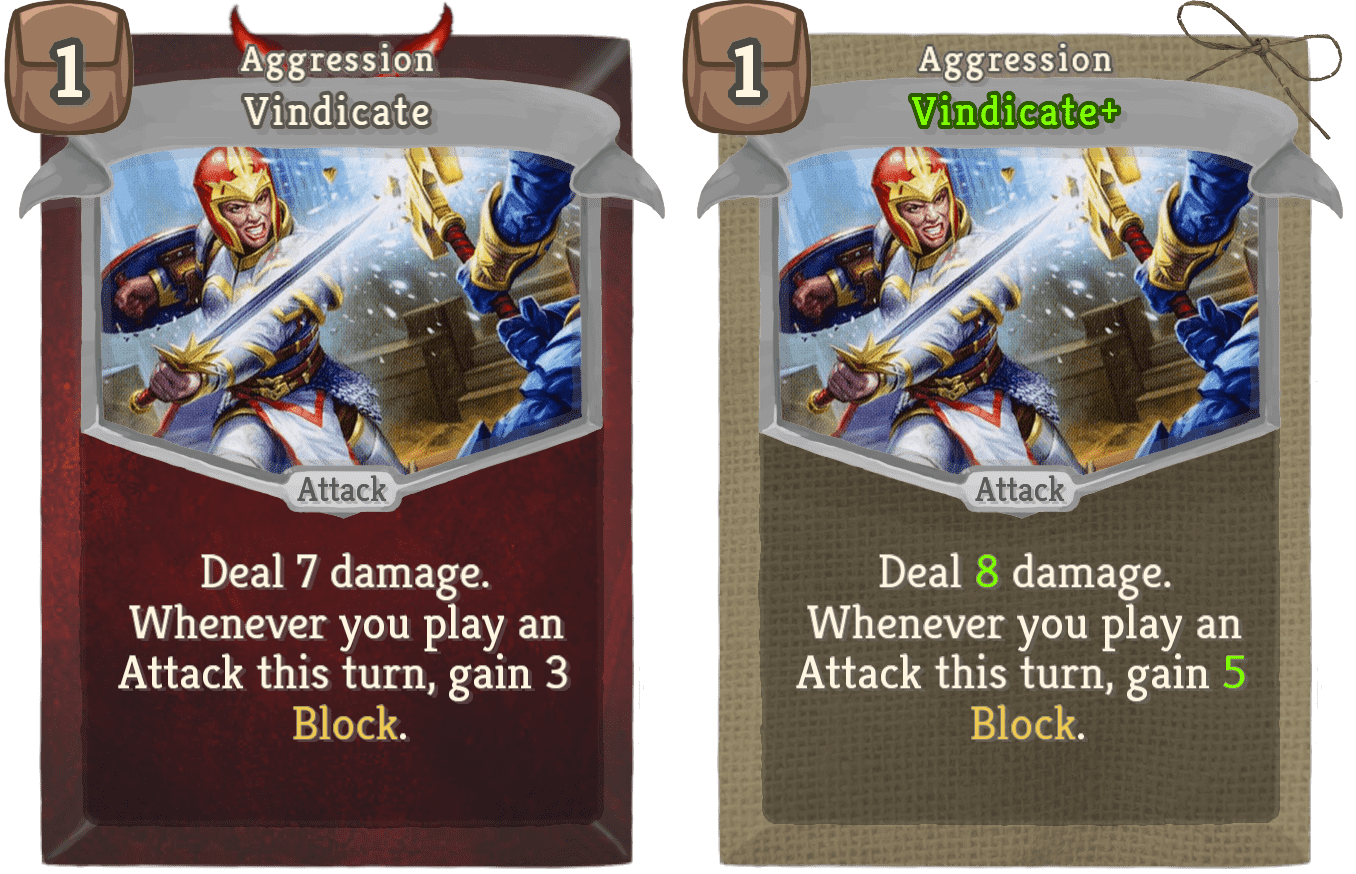 1
Aggression
Vindicate
Attack
Deal 7 damage.
Whenever you play an
Attack this turn, gain 3
Block.
1
Aggression
Vindicate+
Attack
Deal 8 damage.
Whenever you play an
Attack this turn, gain 5
Block.